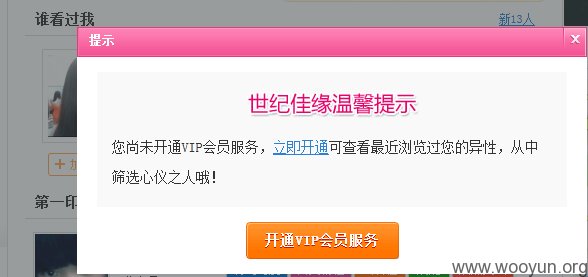 谁看过我
新13人
提示
x
世纪佳缘温馨提示
您尚未开通VIP会员服务，立即开通可查看最近浏览过您的异性，从中
筛选心仪之人哦！
+ 加
第一印
开通VIP会员服务
www.wooyun.org